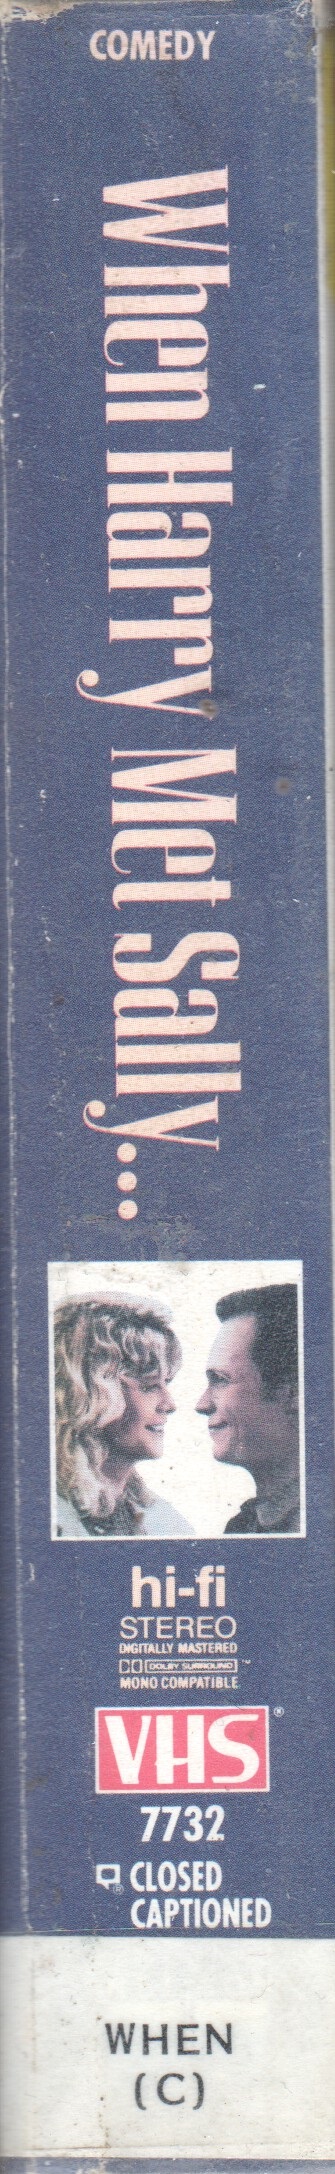 COMEDY
When Harry Met Sally...
hi-fi
STEREO
DIGITALLY MASTERED
DOLBY SURROUND ™
MONO COMPATIBLE
VHS®
7732
® CLOSED
CAPTIONED
WHEN
(C)